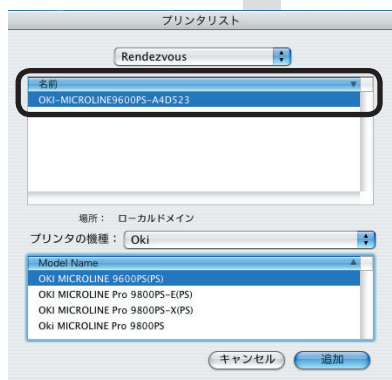 プリンタリスト
Rendezvous
名前
OKI-MICROLINE9600PS-A4D523
場所： ローカルドメイン
プリンタの機種： Oki
Model Name
OKI MICROLINE 9600PS(PS)
OKI MICROLINE Pro 9800PS-E(PS)
OKI MICROLINE Pro 9800PS-X(PS)
Oki MICROLINE Pro 9800PS
キャンセル 追加